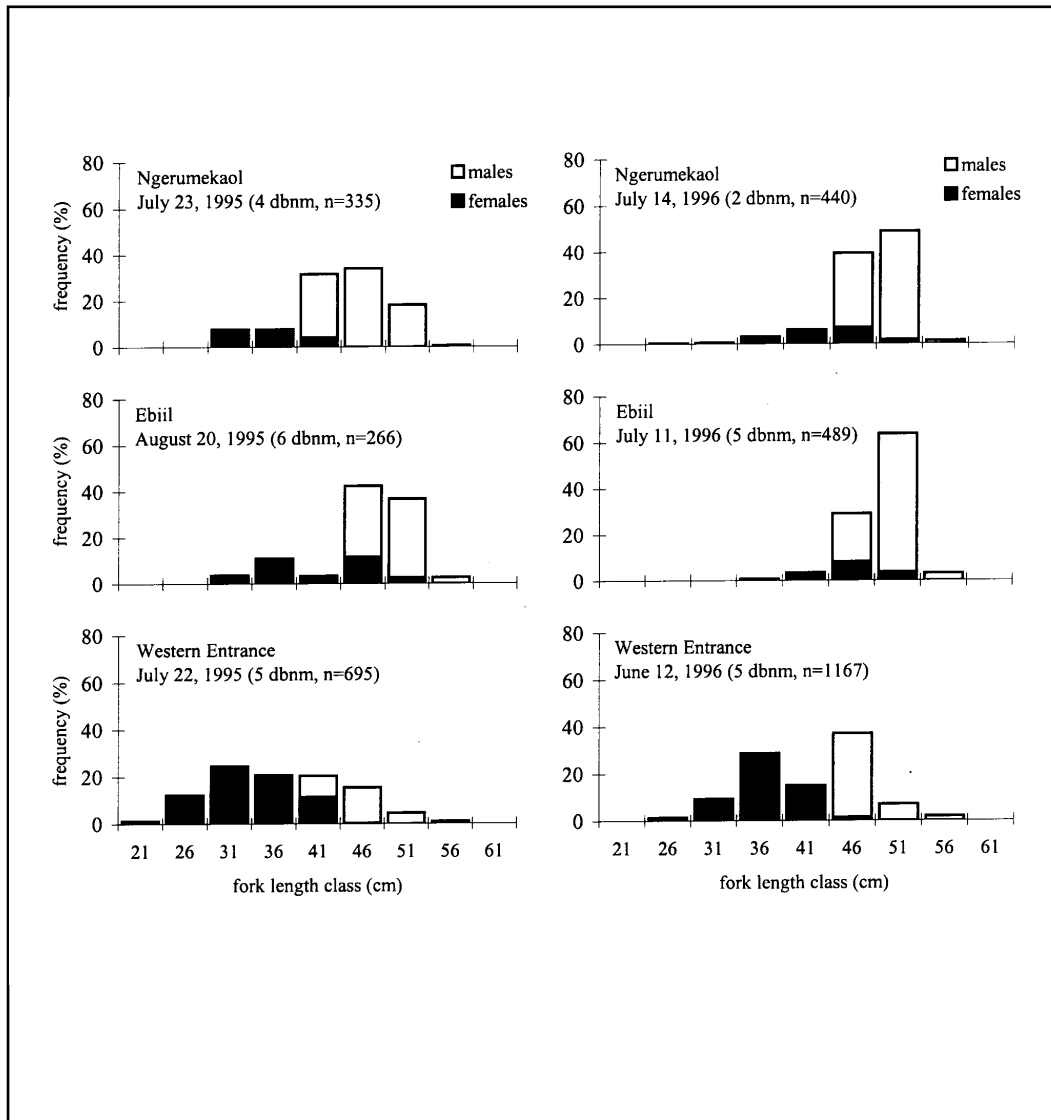 80
60
40
20
0
frequency (%)
Ngerumekaol
July 23, 1995 (4 dbnm, n=335)
males
females
80
60
40
20
0
Ngerumekaol
July 14, 1996 (2 dbnm, n=440)
males
females
80
60
40
20
0
frequency (%)
Ebiil
August 20, 1995 (6 dbnm, n=266)
80
60
40
20
0
Ebiil
July 11, 1996 (5 dbnm, n=489)
80
60
40
20
0
frequency (%)
Western Entrance
July 22, 1995 (5 dbnm, n=695)
21 26 31 36 41 46 51 56 61
fork length class (cm)
80
60
40
20
0
Western Entrance
June 12, 1996 (5 dbnm, n=1167)
21 26 31 36 41 46 51 56 61
fork length class (cm)